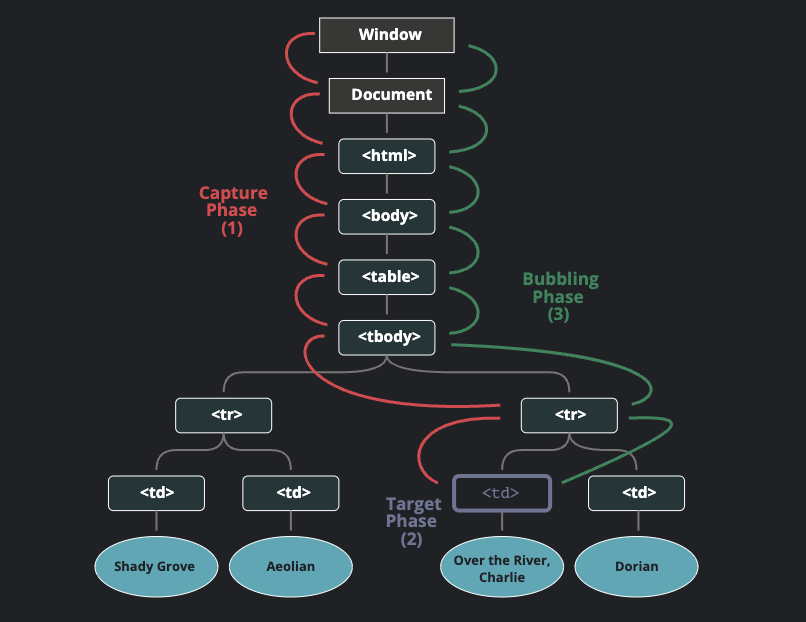 Window
Document
<html>
Capture
Phase
(1)
<body>
<table>
Bubbling
Phase
(3)
<tbody>
<tr>
<tr>
<td>
<td>
<td>
<td>
Target
Phase
(2)
Shady Grove
Aeolian
Over the River,
Charlie
Dorian